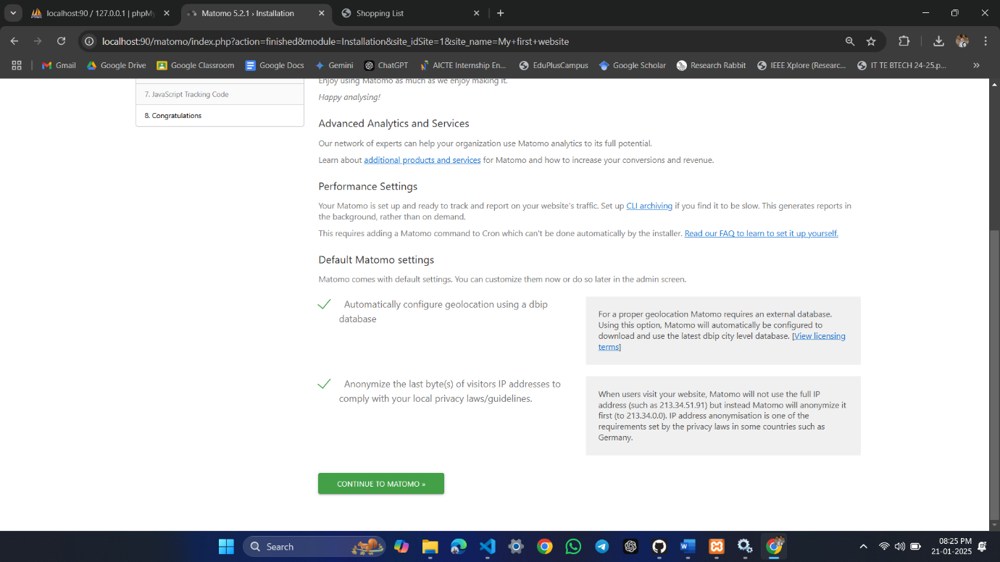 localhost:90 / 127.0.0.1 | phpMy
Matomo 5.2.1 › Installation
Shopping List
localhost:90/matomo/index.php?action=finished&module=Installation&site_idSite=1&site_name=My+first+website
Gmail
Google Drive
Google Classroom
Google Docs
Gemini
ChatGPT
AICTE Internship En...
EduPlusCampus
Google Scholar
Research Rabbit
IEEE Xplore (Researc...
IT TE BTECH 24-25.p...
»
7. JavaScript Tracking Code
8. Congratulations
Enjoy using Matomo as much as we enjoy making it.
Happy analysing!
Advanced Analytics and Services
Our network of experts can help your organization use Matomo analytics to its full potential.
Learn about additional products and services for Matomo and how to increase your conversions and revenue.
Performance Settings
Your Matomo is set up and ready to track and report on your website's traffic. Set up CLI archiving if you find it to be slow. This generates reports in
the background, rather than on demand.
This requires adding a Matomo command to Cron which can't be done automatically by the installer. Read our FAQ to learn to set it up yourself.
Default Matomo settings
Matomo comes with default settings. You can customize them now or do so later in the admin screen.
Automatically configure geolocation using a dbip
database
For a proper geolocation Matomo requires an external database.
Using this option, Matomo will automatically be configured to
download and use the latest dbip city level database. [View licensing
terms]
Anonymize the last byte(s) of visitors IP addresses to
comply with your local privacy laws/guidelines.
When users visit your website, Matomo will not use the full IP
address (such as 213.34.51.91) but instead Matomo will anonymize it
first (to 213.34.0.0). IP address anonymisation is one of the
requirements set by the privacy laws in some countries such as
Germany.
CONTINUE TO MATOMO »
Search
08:25 PM
21-01-2025